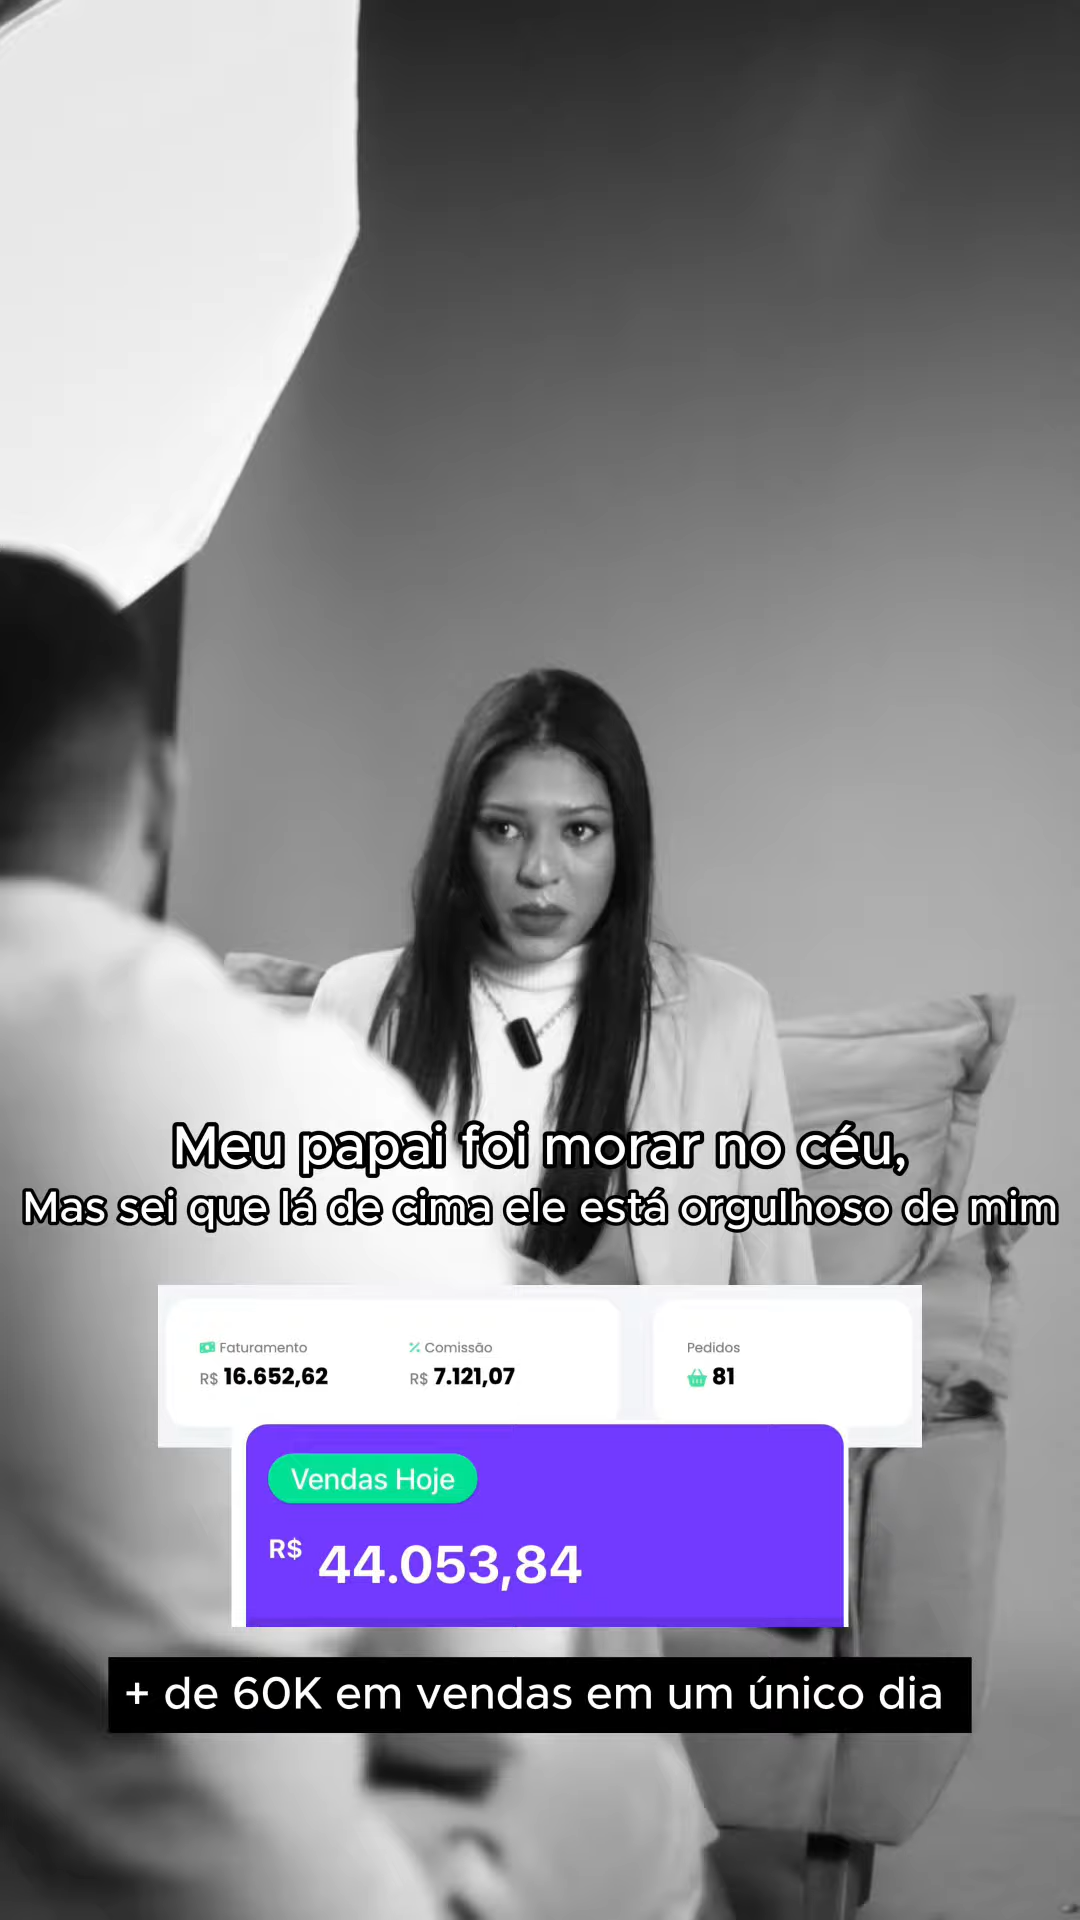 Meu papai foi morar no céu,
Mas sei que lá de cima ele está orgulhoso de mim
Faturamento Comissão Pedidos
R$ 16.652,62 R$ 7.121,07 81
Vendas Hoje
R$ 44.053,84
+ de 60K em vendas em um único dia